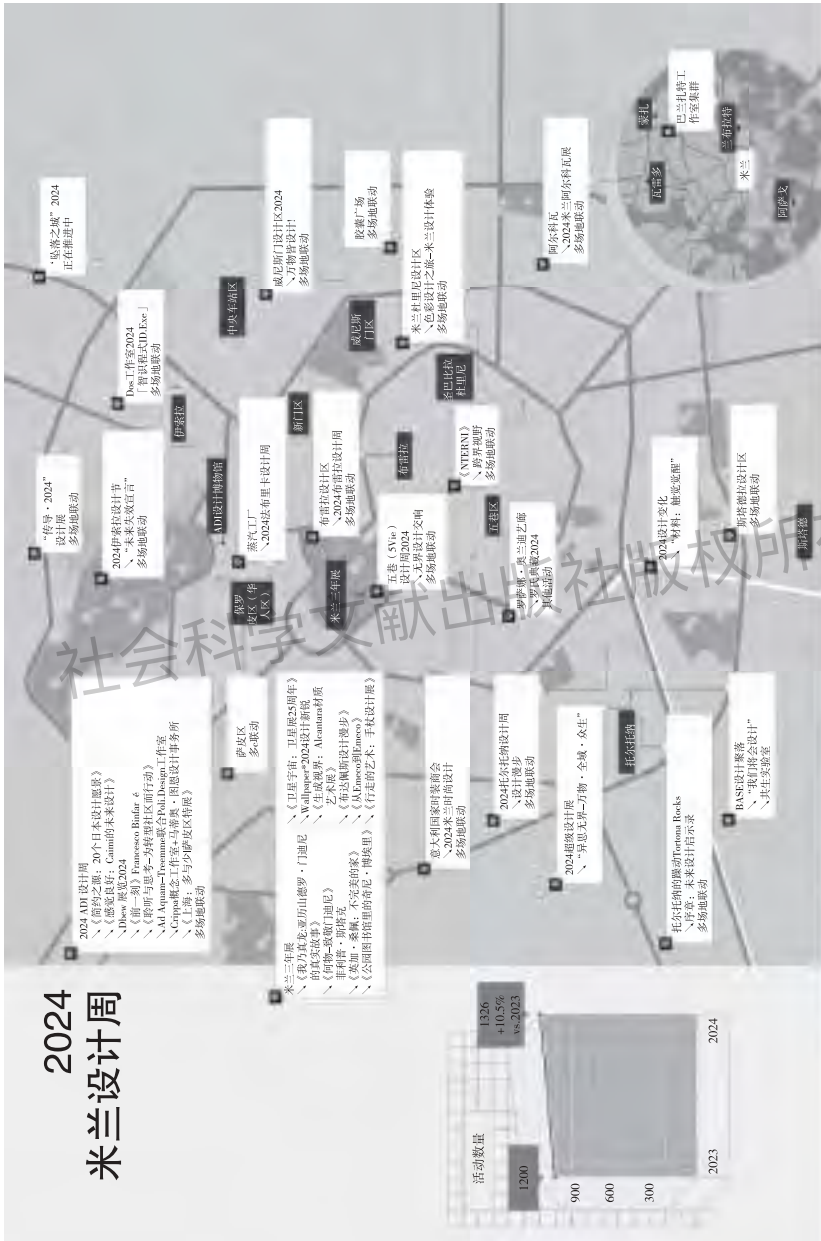 2024
米兰设计周
2024 ADI 设计周
↘《简约之源：20个日本设计愿景》
↘《感觉良好：Caimi的未来设计》
↘Dhew 展览2024
↘《前一刻》Francesco Binfar é
↘《聆听与思考–为转型社区而行动》
↘Ad Aquam–Treemme联合Poli.Design工作室
↘Crippa概念工作室+马蒂奥·图恩设计事务所
↘《上海：多与少|萨皮区特展》
多场地联动
米兰三年展
↘《我乃真龙:亚历山德罗·门迪尼
的真实故事》
↘《何物–致敬门迪尼》
菲利普·斯塔克
↘《英加·桑佩：不完美的家》
↘《公园图书馆里的奇尼·博埃里》
↘《卫星宇宙：卫星展25周年》
↘Wallpaper*2024设计新锐
↘《生成视界：Alcantara材质
艺术展》
↘《布达佩斯设计漫步》
↘《从Emeco到Emeco》
↘《行走的艺术：手杖设计展》
萨皮区
多e联动
意大利国家时装商会
↘2024米兰时尚设计
多场地联动
2024托尔托纳设计周
↘设计漫步
多场地联动
2024超级设计展
↘“异思无界–万物·全域·众生”
托尔托纳
托尔托纳的躁动Tortona Rocks
↘序章：未来设计启示录
多场地联动
BASE设计聚落
↘“我们将会设计”
↘共生实验室
“传导·2024”
设计展
多场地联动
2024伊索拉设计节
↘“未来失效宣言”
多场地联动
ADI设计博物馆
保罗
皮区（华
人区）
蒸汽工厂
↘2024法布里卡设计周
新门区
布雷拉设计区
↘2024布雷拉设计周
多场地联动
米兰三年展
布雷拉
五巷（5Vie）
设计周2024
↘无界设计交响
多场地联动
《NTERNI》
↘跨界视野
多场地联动
五巷区
罗萨娜·奥兰迪艺廊
↘罗氏典藏2024
其他活动
2024设计变化
↘“材料：触觉觉醒”
斯塔德拉设计区
多场地联动
斯塔德
“坠落之城” 2024
正在推进中
Dos工作室2024
「智识程式ID.Exe」
多场地联动
伊索拉
中央车站区
威尼斯门设计区2024
↘万物皆设计!
多场地联动
胶囊广场
多场地联动
威尼斯
门区
米兰杜里尼设计区
↘色彩设计之旅–米兰设计体验
多场地联动
圣巴比拉
杜里尼
阿尔科瓦
↘2024米兰阿尔科瓦展
多场地联动
蒙扎
巴兰扎特工
作室集群
瓦雷多
兰布拉特
米兰
阿萨戈
活动数量
1200
1326
+10.5%
vs.2023
900
600
300
2023
2024
社会科学文献出版社版权所